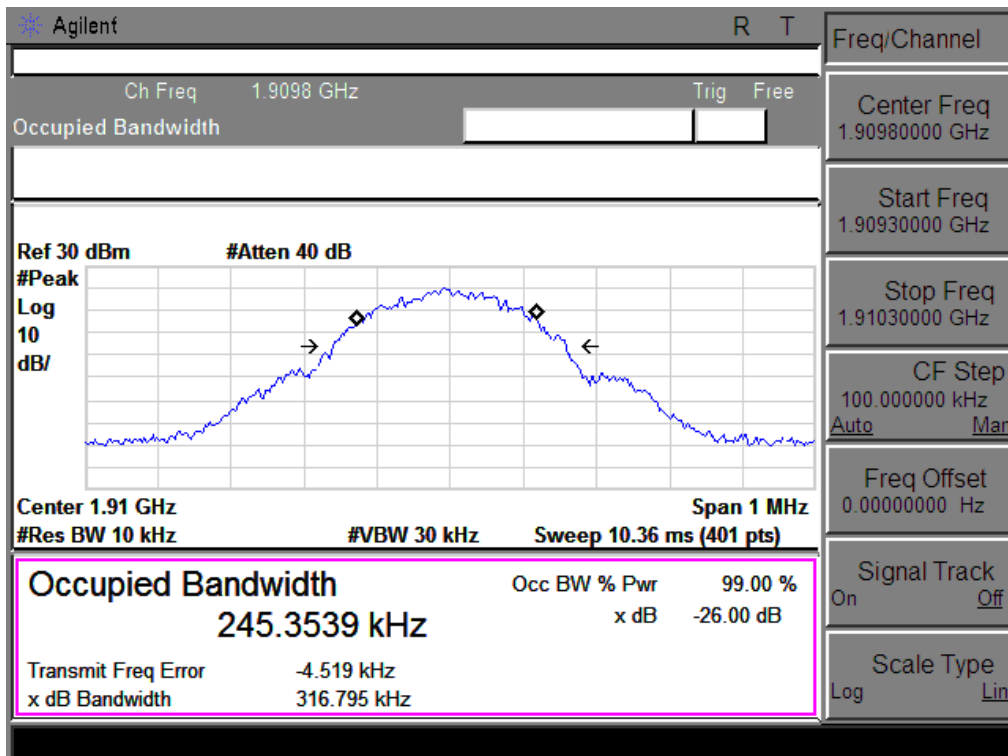 Agilent R T
Ch Freq 1.9098 GHz Trig Free
Occupied Bandwidth
Ref 30 dBm #Atten 40 dB
#Peak
Log
10
dB/
Center 1.91 GHz Span 1 MHz
#Res BW 10 kHz #VBW 30 kHz Sweep 10.36 ms (401 pts)
Occupied Bandwidth
245.3539 kHz
Occ BW % Pwr 99.00 %
x dB -26.00 dB
Transmit Freq Error -4.519 kHz
x dB Bandwidth 316.795 kHz
Freq/Channel
Center Freq
1.90980000 GHz
Start Freq
1.90930000 GHz
Stop Freq
1.91030000 GHz
CF Step
100.000000 kHz
Auto Man
Freq Offset
0.00000000 Hz
Signal Track
On Off
Scale Type
Log Lin